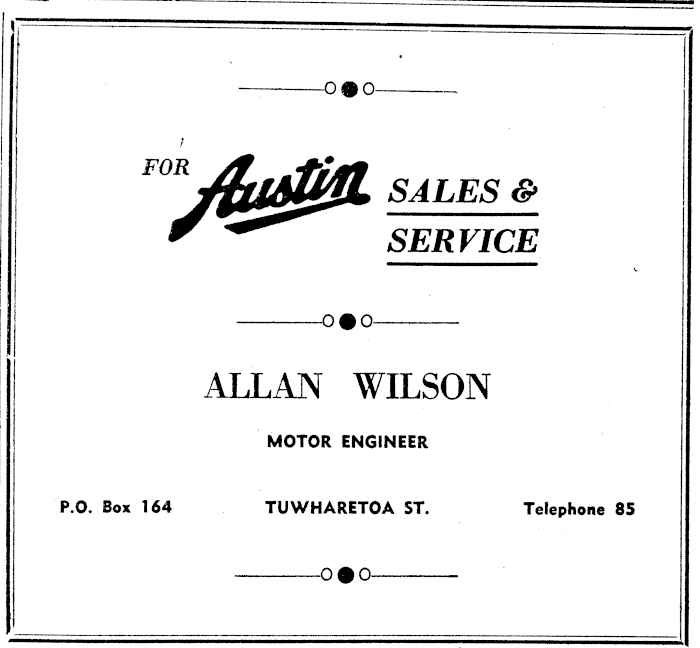 FOR Austin SALES &
SERVICE
ALLAN WILSON
MOTOR ENGINEER
P.O. Box 164 TUWHARETOA ST. Telephone 85